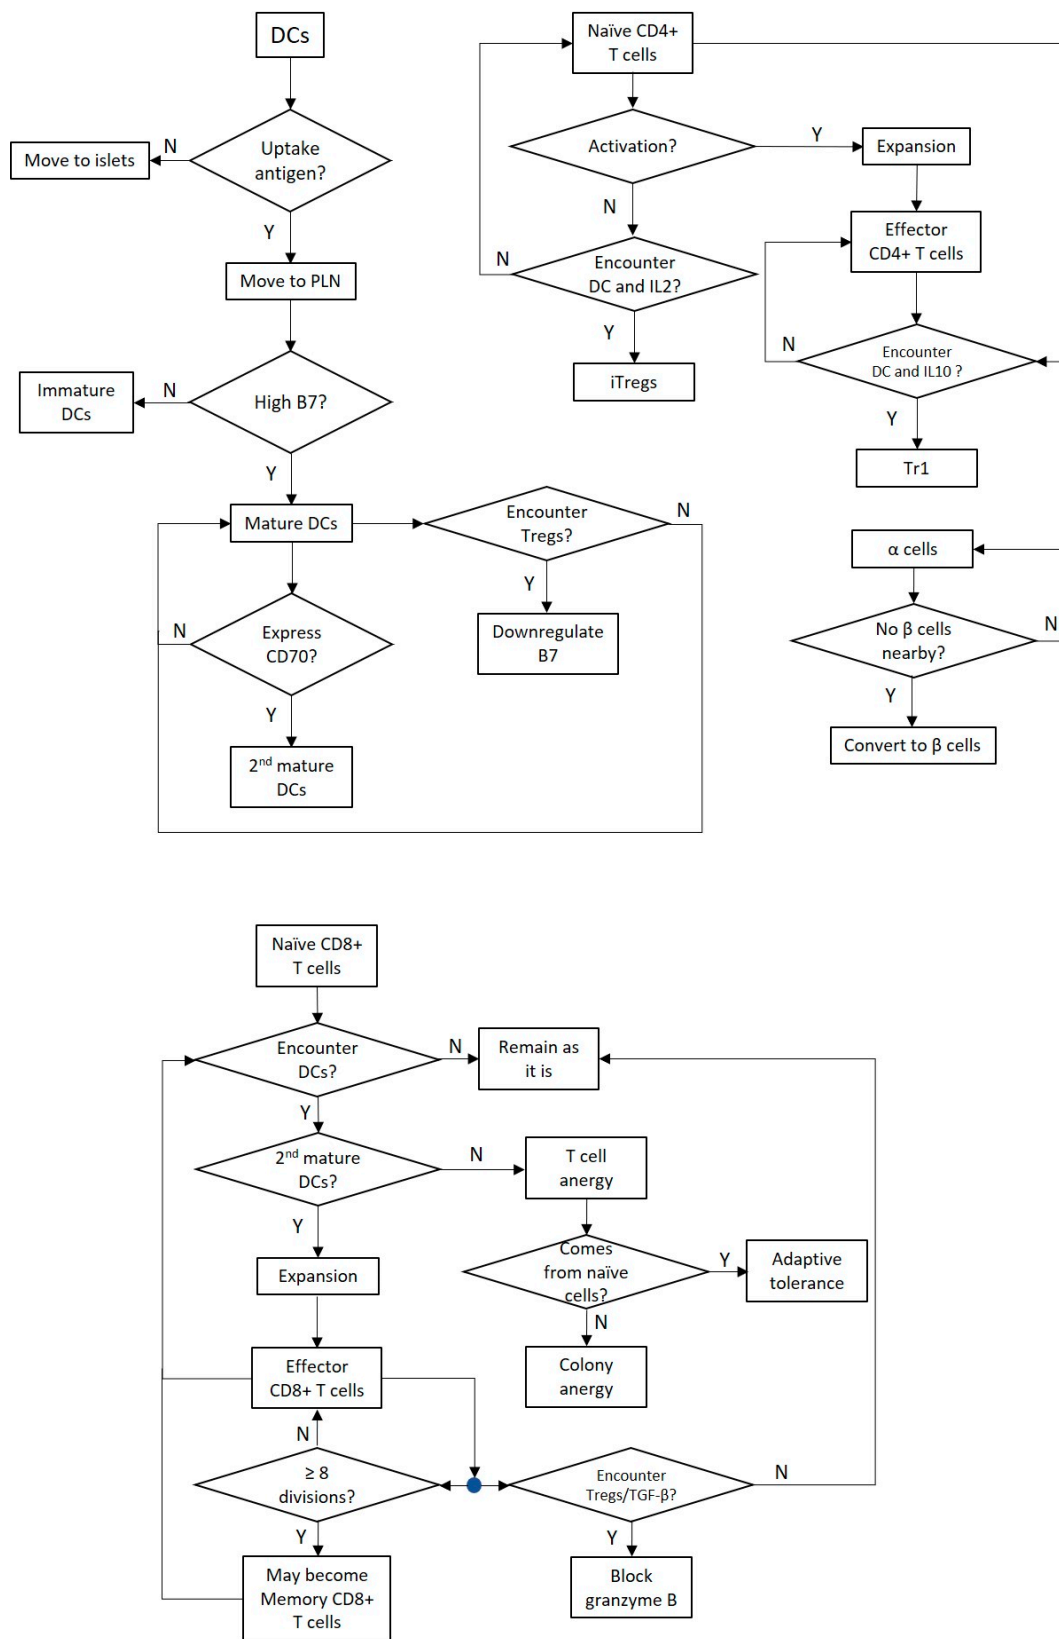 DCs
Uptake
antigen?
N
Move to islets
Y
Move to PLN
High B7?
N
Immature
DCs
Y
Mature DCs
Encounter
Tregs?
N
Y
Downregulate
B7
Express
CD70?
N
Y
2nd mature
DCs
Naïve CD4+
T cells
Activation?
Y
Expansion
N
Effector
CD4+ T cells
Encounter
DC and IL2?
N
Y
iTregs
Encounter
DC and IL10 ?
N
Y
Tr1
α cells
No β cells
nearby?
N
Y
Convert to β cells
Naïve CD8+
T cells
Encounter
DCs?
N
Remain as
it is
Y
2nd mature
DCs?
N
T cell
anergy
Y
Comes
from naïve
cells?
Y
Adaptive
tolerance
N
Colony
anergy
Expansion
Effector
CD8+ T cells
N
≥ 8
divisions?
Encounter
Tregs/TGF-β?
N
Y
Y
May become
Memory CD8+
T cells
Block
granzyme B